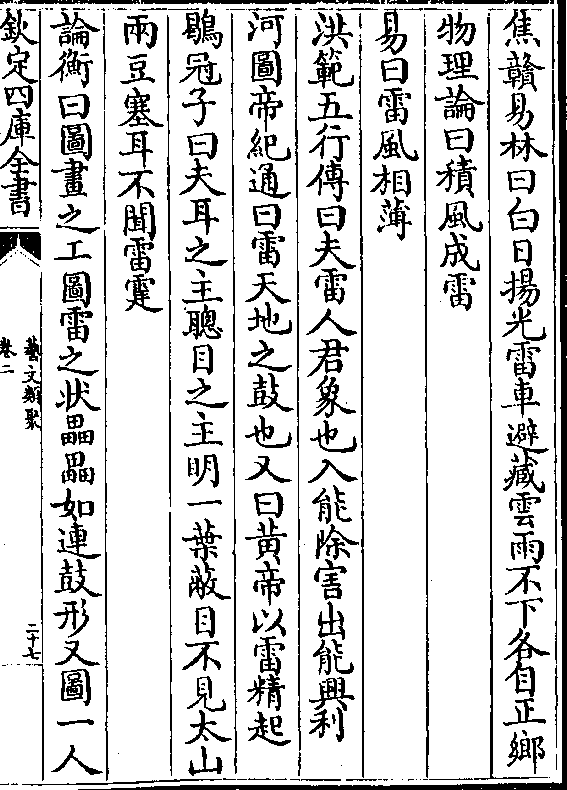 焦贛易林曰白日揚光雷車避藏雲雨不下各自正鄉
物理論曰積風成雷
易曰雷風相薄
洪範五行傳曰夫雷人君象也入能除害出能興利
河圖帝紀通曰雷天地之鼓也又曰黃帝以雷精起
鶡冠子曰夫耳之主聰目之主明一葉蔽目不見太山
兩豆塞耳不聞雷霆
論衡曰圖畫之工圖雷之狀畾畾如連鼓形又圖一人
欽定四庫全書
藝文類聚
卷二
二十七